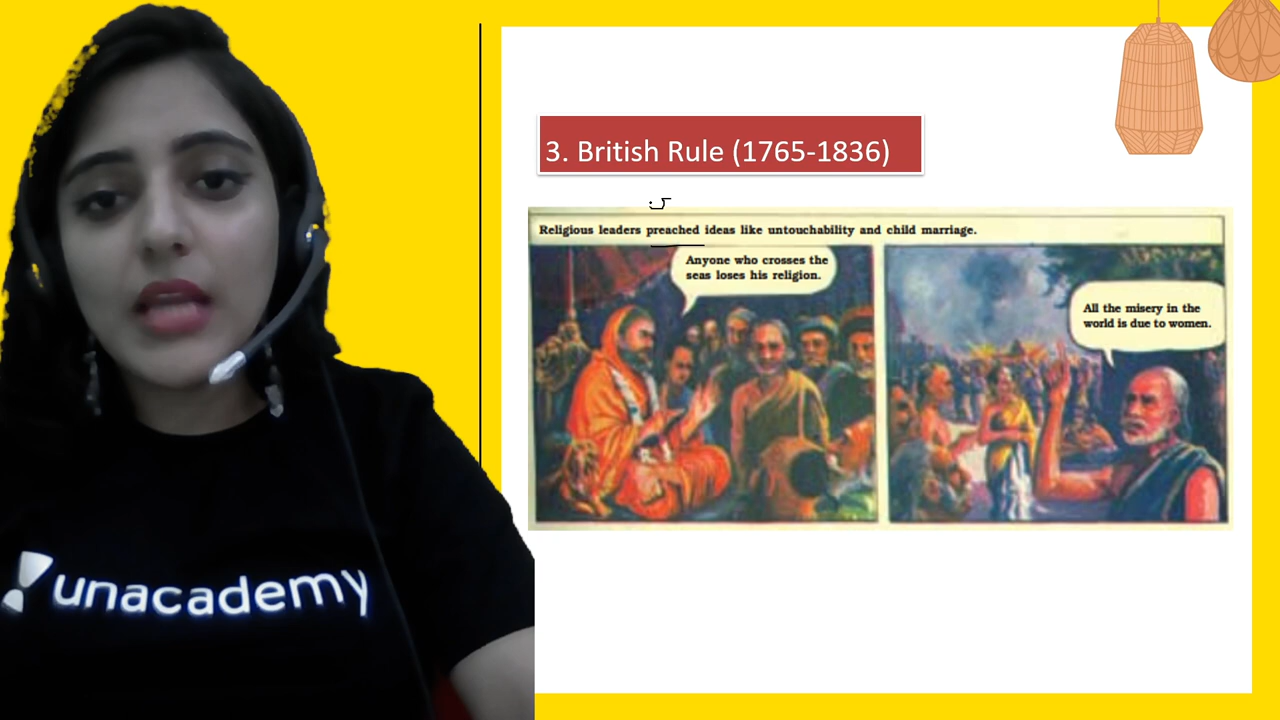 3. British Rule (1765-1836)
Religious leaders preached ideas like untouchability and child marriage.
Anyone who crosses the
seas loses his religion.
All the misery in the
world is due to women.
unacademy